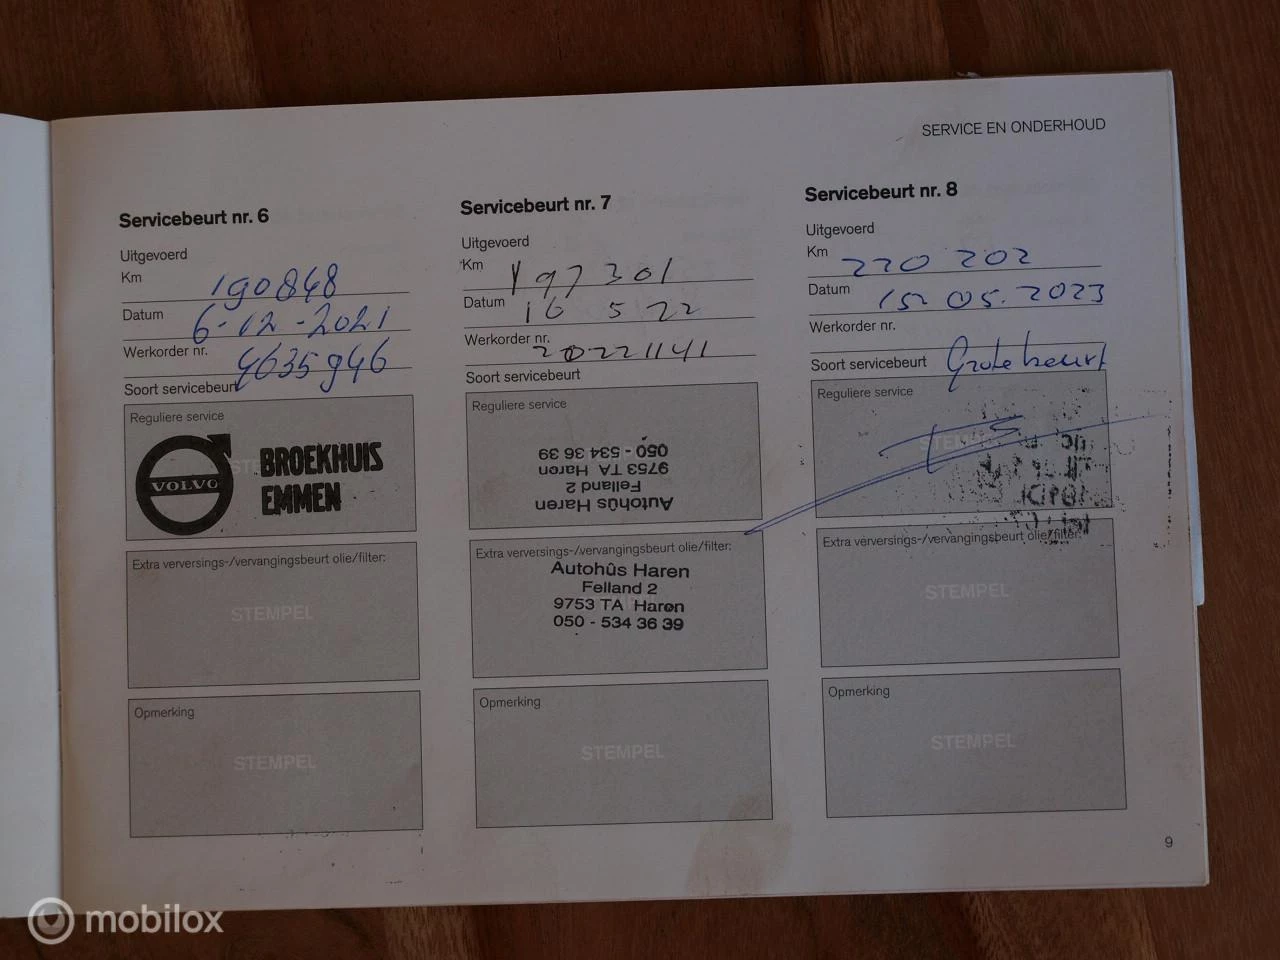 SERVICE EN ONDERHOUD
Servicebeurt nr. 6
Uitgevoerd
Km 190848
Datum 6-12-2021
Werkorder nr. 4635946
Soort servicebeurt
Reguliere service
VOLVO
BROEKHUIS
EMMEN
Extra verversings-/vervangingsbeurt olie/filter:
STEMPEL
Opmerking
STEMPEL
Servicebeurt nr. 7
Uitgevoerd
Km 197301
Datum 16 5 22
Werkorder nr. 20221141
Soort servicebeurt
Reguliere service
050 - 534 36 39
9753 TA Haren
Felland 2
Autohûs Haren
Extra verversings-/vervangingsbeurt olie/filter:
Autohûs Haren
Felland 2
9753 TA Haren
050 - 534 36 39
Opmerking
STEMPEL
Servicebeurt nr. 8
Uitgevoerd
Km 220 202
Datum 15 05. 2023
Werkorder nr.
Soort servicebeurt Grote beurt
Reguliere service
STEMPEL
Extra verversings-/vervangingsbeurt olie/filter:
STEMPEL
Opmerking
STEMPEL
9
mobilox